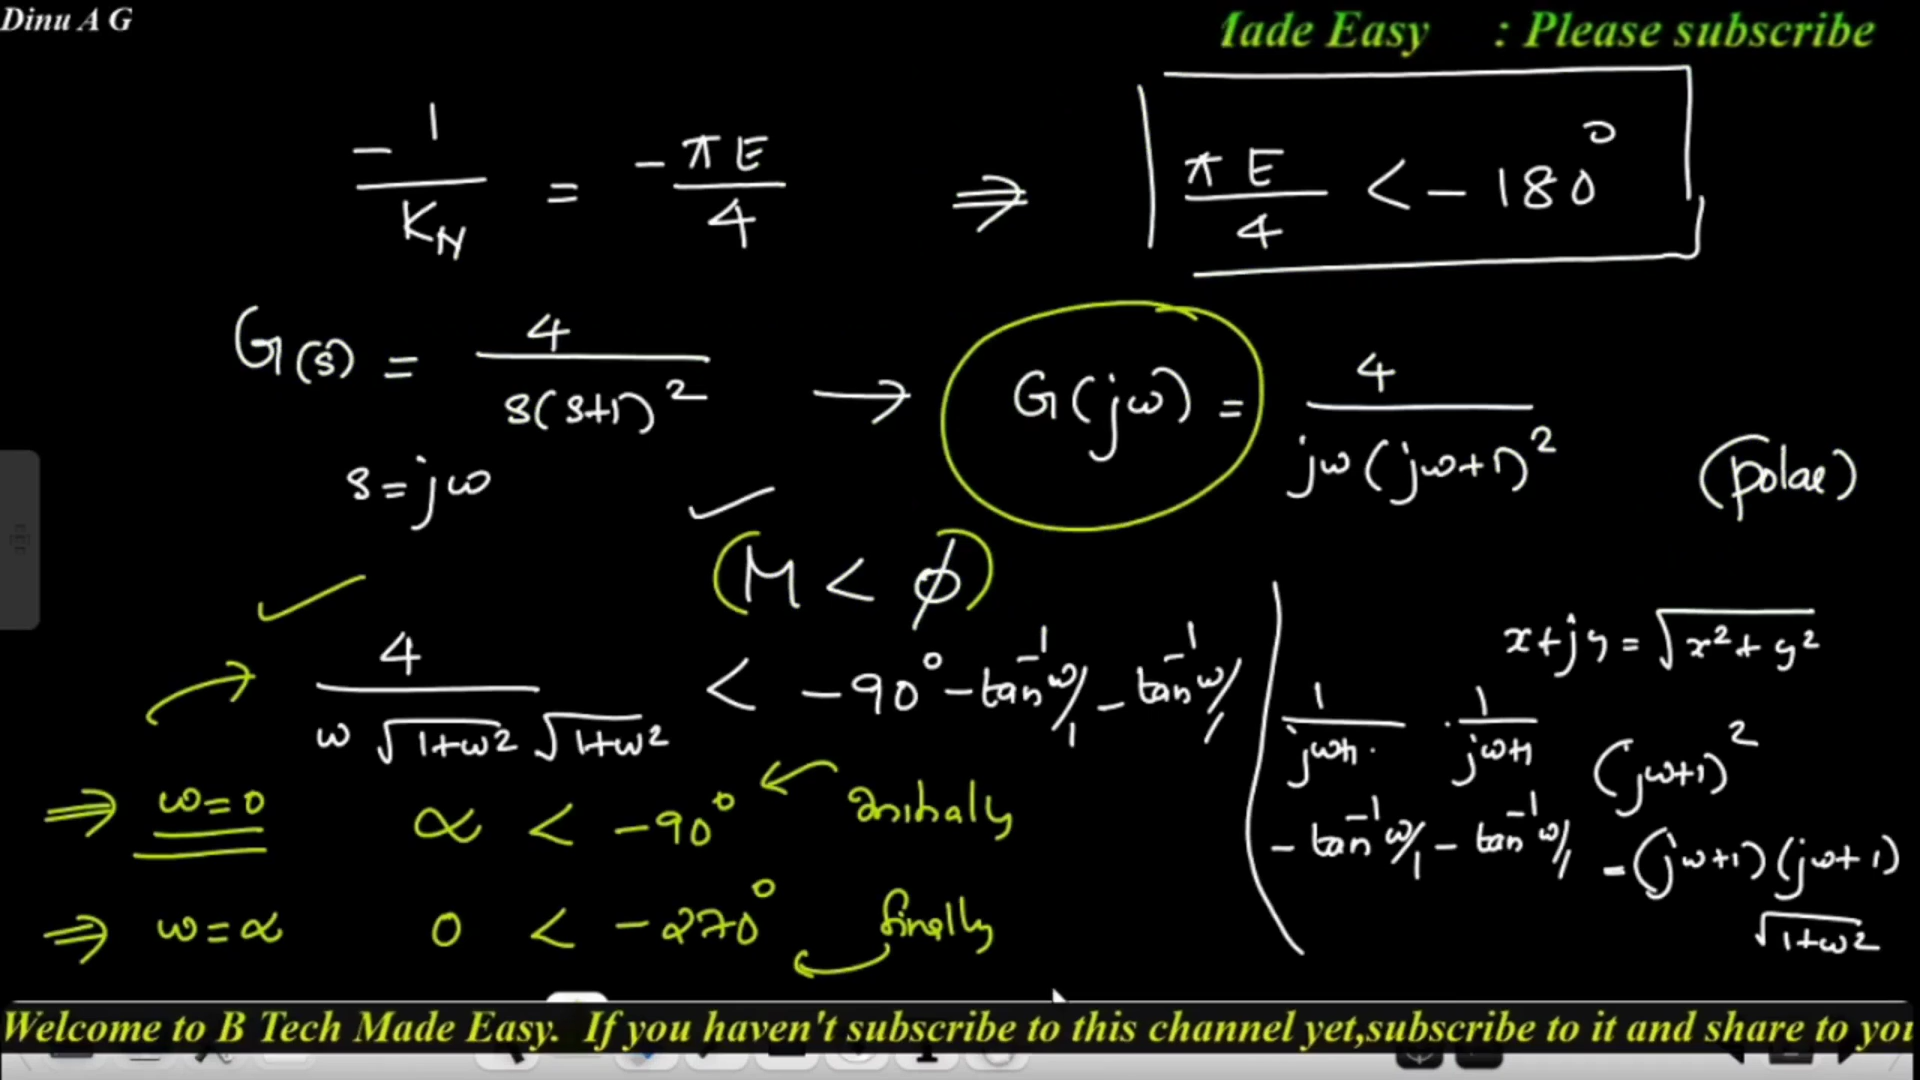 Dinu A G
Made Easy : Please subscribe
-1/K_N = -πE/4 ⇒ πE/4 < -180°
G(s) = 4/s(s+1)² → G(jω) = 4/jω(jω+1)² (polar)
s=jω
(M < φ)
4/ω√1+ω²√1+ω² < -90° - tan⁻¹ω/1 - tan⁻¹ω/1
⇒ ω=0 ∝ < -90° Initially
⇒ ω=∝ 0 < -270° finally
x+jy = √x²+y²
1/jω+1 · 1/jω+1 (jω+1)²
- tan⁻¹ω/1 - tan⁻¹ω/1 = (jω+1)(jω+1)
√1+ω²
Welcome to B Tech Made Easy. If you haven't subscribe to this channel yet,subscribe to it and share to you